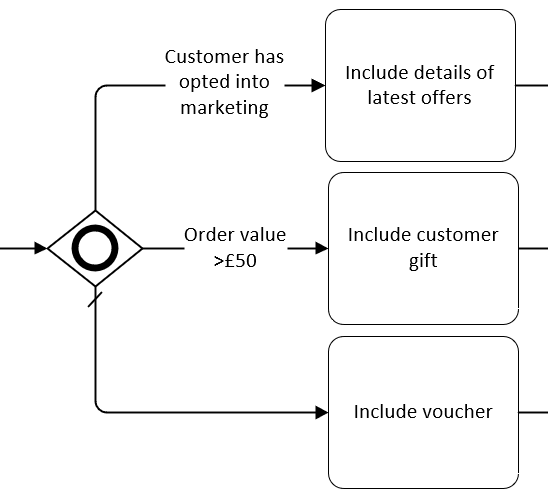 Customer has
opted into
marketing
Include details of
latest offers
Order value
>£50
Include customer
gift
Include voucher